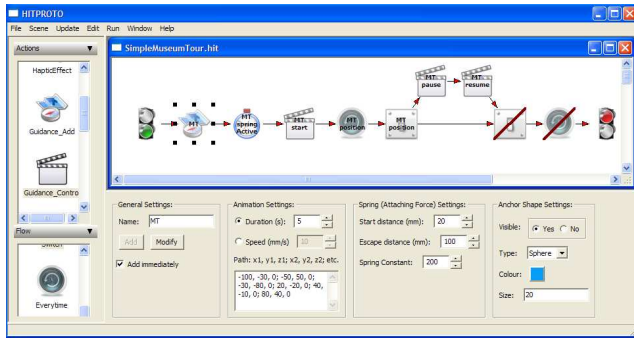 HITPROTO
File Scene Update Edit Run Window Help
Actions
HapticEffect
Guidance_Add
Guidance_Contro
Flow
Switch
Everytime
SimpleMuseumTour.hit
MT
pause
MT
resume
MT
MT
spring
Active
MT
start
MT
position
MT
position
General Settings:
Name: MT
Add Modify
Add immediately
Animation Settings:
Duration (s): 5
Speed (mm/s) 10
Path: x1, y1, z1; x2, y2, z2; etc.
-100, -30, 0; -50, 50, 0;
-30, -80, 0; 20, -20, 0; 40,
-10, 0; 80, 40, 0
Spring (Attaching Force) Settings:
Start distance (mm): 20
Escape distance (mm): 100
Spring Constant: 200
Anchor Shape Settings:
Visible: Yes No
Type: Sphere
Colour:
Size: 20